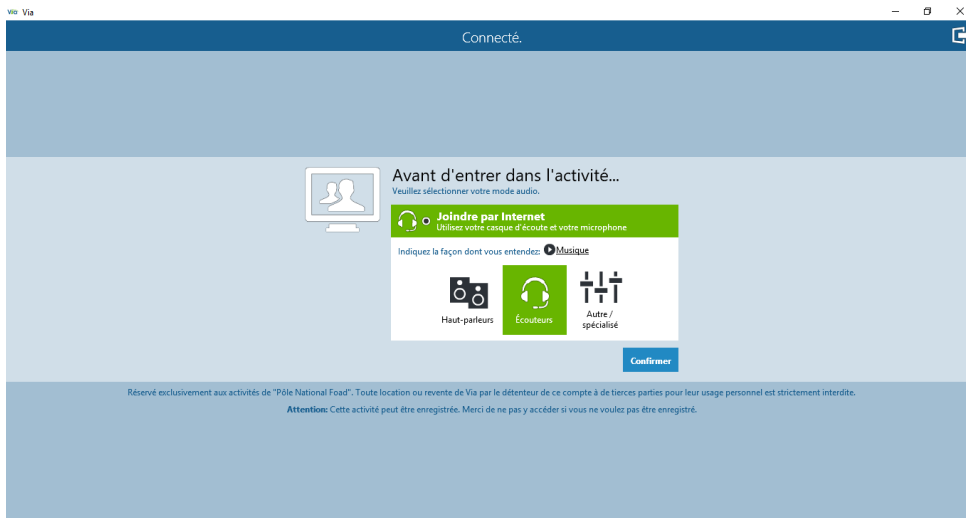 Via Via
Connecté.
Avant d'entrer dans l'activité...
Veuillez sélectionner votre mode audio.
Joindre par Internet
Utilisez votre casque d'écoute et votre microphone
Indiquez la façon dont vous entendez: Musique
Haut-parleurs
Écouteurs
Autre /
spécialisé
Confirmer
Réservé exclusivement aux activités de "Pôle National Foad". Toute location ou revente de Via par le détenteur de ce compte à de tierces parties pour leur usage personnel est strictement interdite.
Attention: Cette activité peut être enregistrée. Merci de ne pas y accéder si vous ne voulez pas être enregistré.